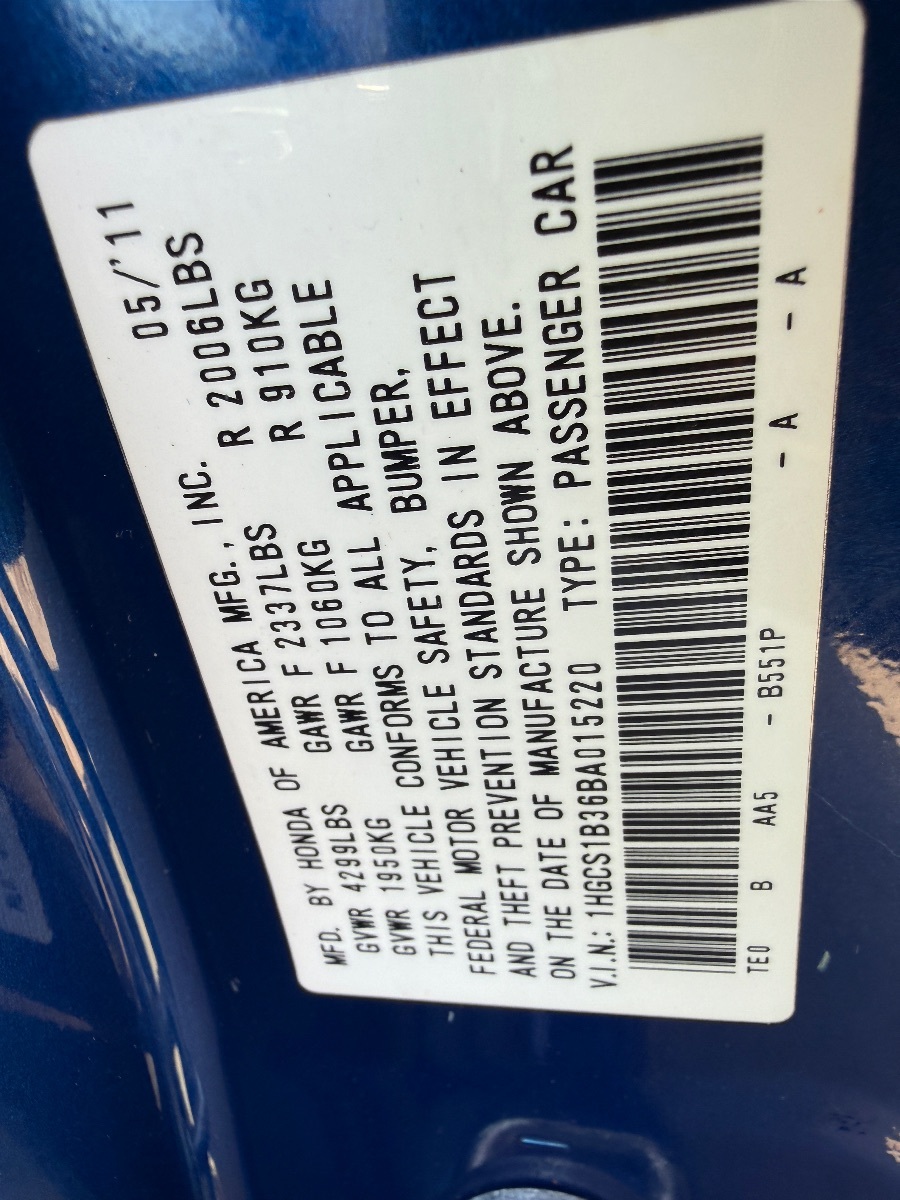 MFD. BY HONDA OF AMERICA MFG., INC. 05/'11
GVWR 4299LBS GAWR F 2337LBS R 2006LBS
GVWR 1950KG GAWR F 1060KG R 910KG
THIS VEHICLE CONFORMS TO ALL APPLICABLE
FEDERAL MOTOR VEHICLE SAFETY, BUMPER,
AND THEFT PREVENTION STANDARDS IN EFFECT
ON THE DATE OF MANUFACTURE SHOWN ABOVE.
V.I.N.: 1HGCS1B36BA015220 TYPE: PASSENGER CAR
TE0 B AA5 - B551P - A - A